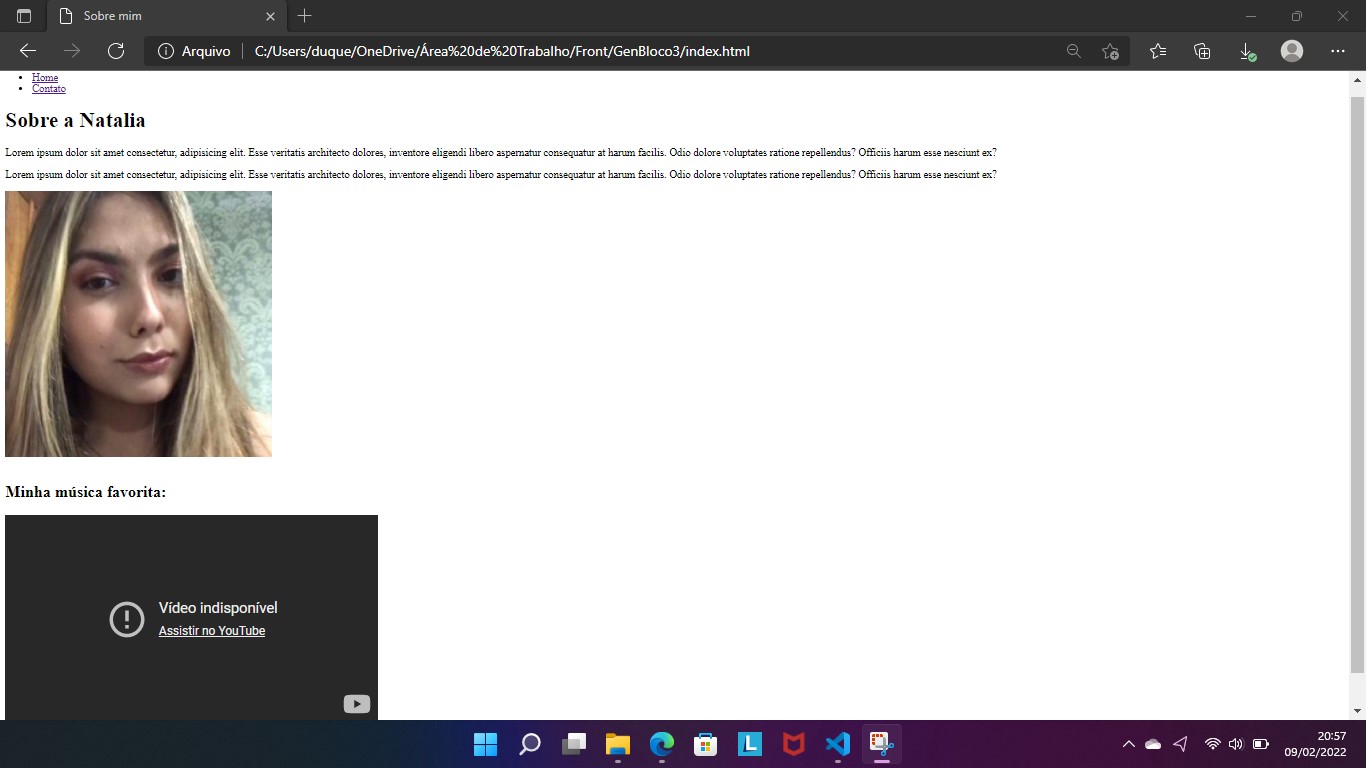 Sobre mim
Arquivo
C:/Users/duque/OneDrive/Área%20de%20Trabalho/Front/GenBloco3/index.html
Home
Contato
Sobre a Natalia
Lorem ipsum dolor sit amet consectetur, adipisicing elit. Esse veritatis architecto dolores, inventore eligendi libero aspernatur consequatur at harum facilis. Odio dolore voluptates ratione repellendus? Officiis harum esse nesciunt ex?
Lorem ipsum dolor sit amet consectetur, adipisicing elit. Esse veritatis architecto dolores, inventore eligendi libero aspernatur consequatur at harum facilis. Odio dolore voluptates ratione repellendus? Officiis harum esse nesciunt ex?
Minha música favorita:
Vídeo indisponível
Assistir no YouTube
L
20:57
09/02/2022